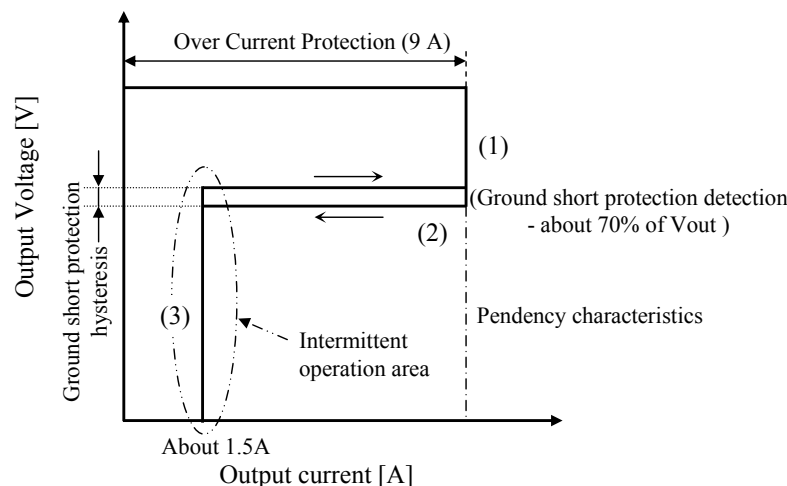 Over Current Protection (9 A)
Output Voltage [V]
(1)
Ground short protection
hysteresis
(Ground short protection detection
- about 70% of Vout )
(2)
(3)
Pendency characteristics
Intermittent
operation area
About 1.5A
Output current [A]